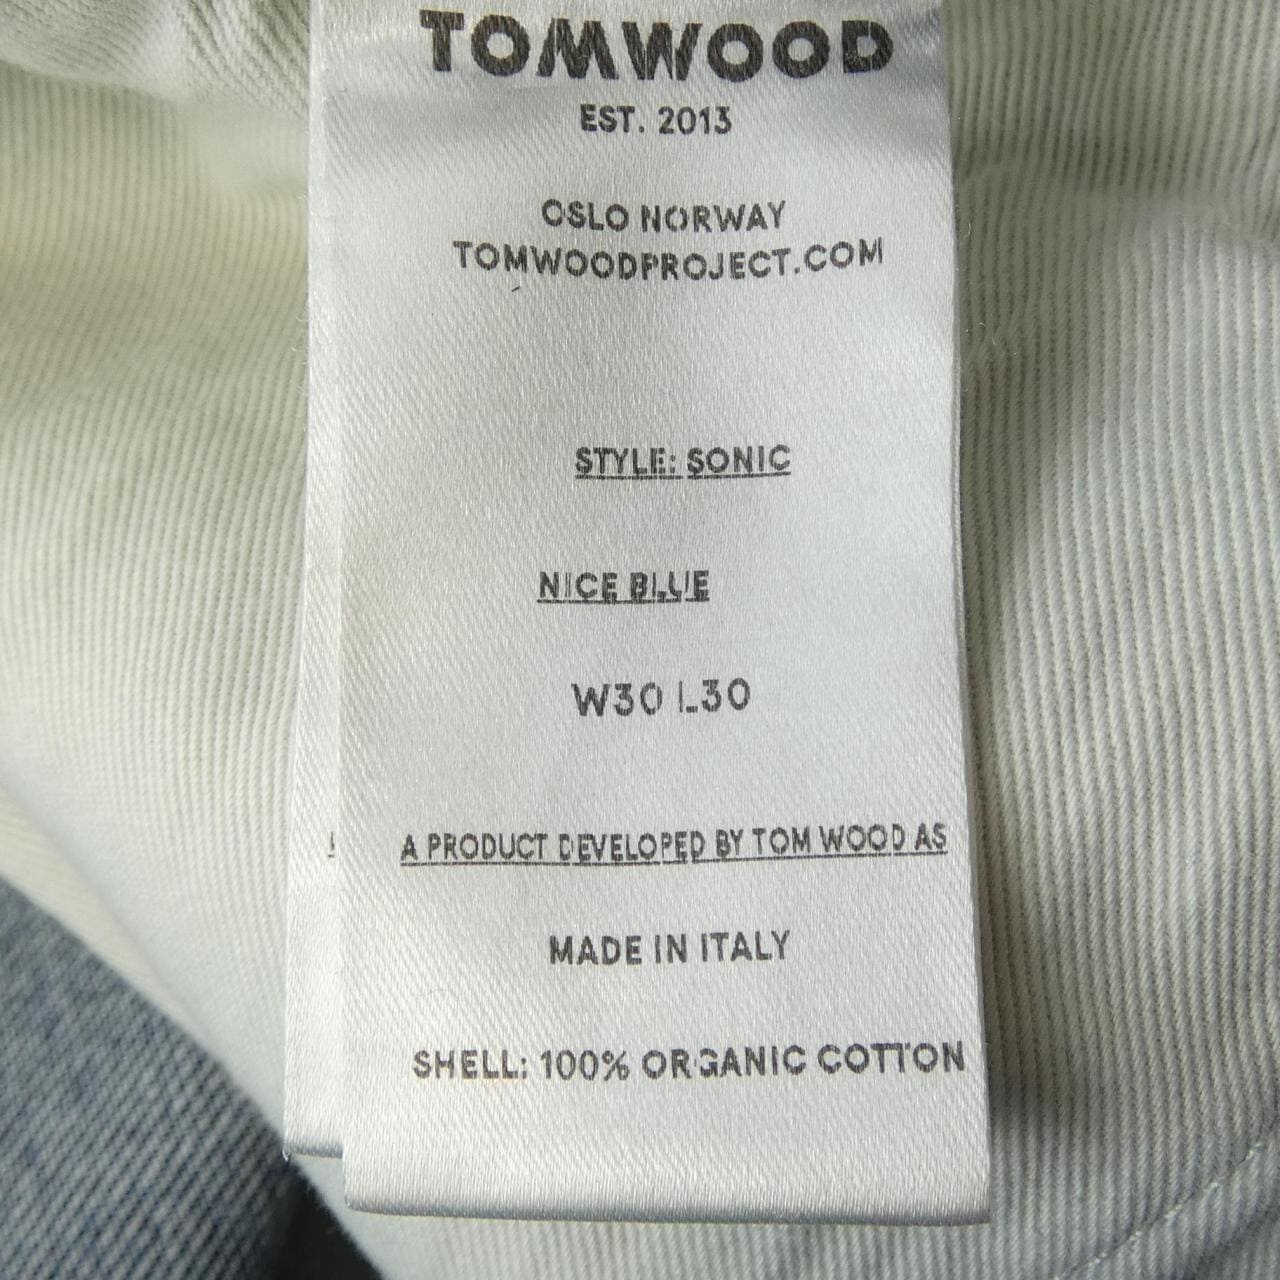 TOMWOOD
EST. 2013
OSLO NORWAY
TOMWOODPROJECT.COM
STYLE: SONIC
NICE BLUE
W30 L30
A PRODUCT DEVELOPED BY TOM WOOD AS
MADE IN ITALY
SHELL: 100% ORGANIC COTTON